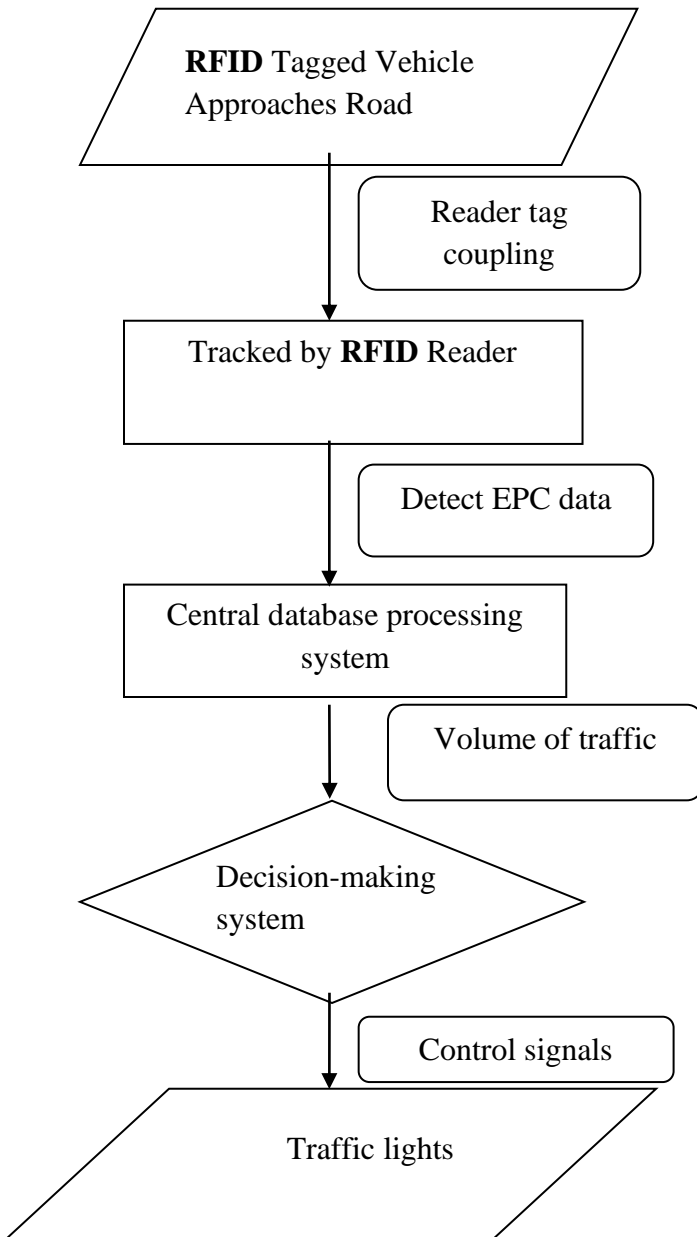 RFID Tagged Vehicle
Approaches Road
Reader tag
coupling
Tracked by RFID Reader
Detect EPC data
Central database processing
system
Volume of traffic
Decision-making
system
Control signals
Traffic lights